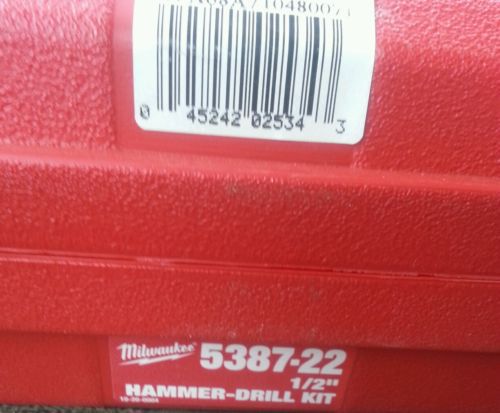 0 45242 02534 3
Milwaukee 5387-22
1/2"
HAMMER-DRILL KIT